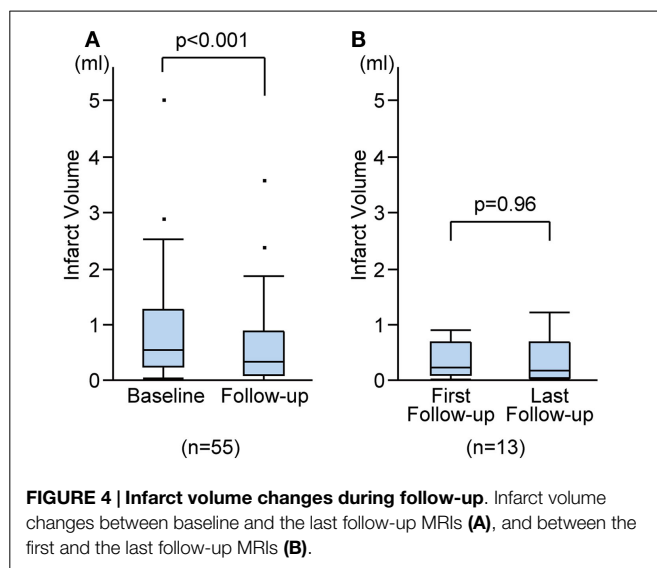 A
B
p<0.001
(ml)
(ml)
5
4
3
2
1
0
Infarct Volume
Baseline Follow-up
(n=55)
5
4
3
2
1
0
Infarct Volume
p=0.96
First Last
Follow-up Follow-up
(n=13)
FIGURE 4 | Infarct volume changes during follow-up. Infarct volume
changes between baseline and the last follow-up MRIs (A), and between the
first and the last follow-up MRIs (B).